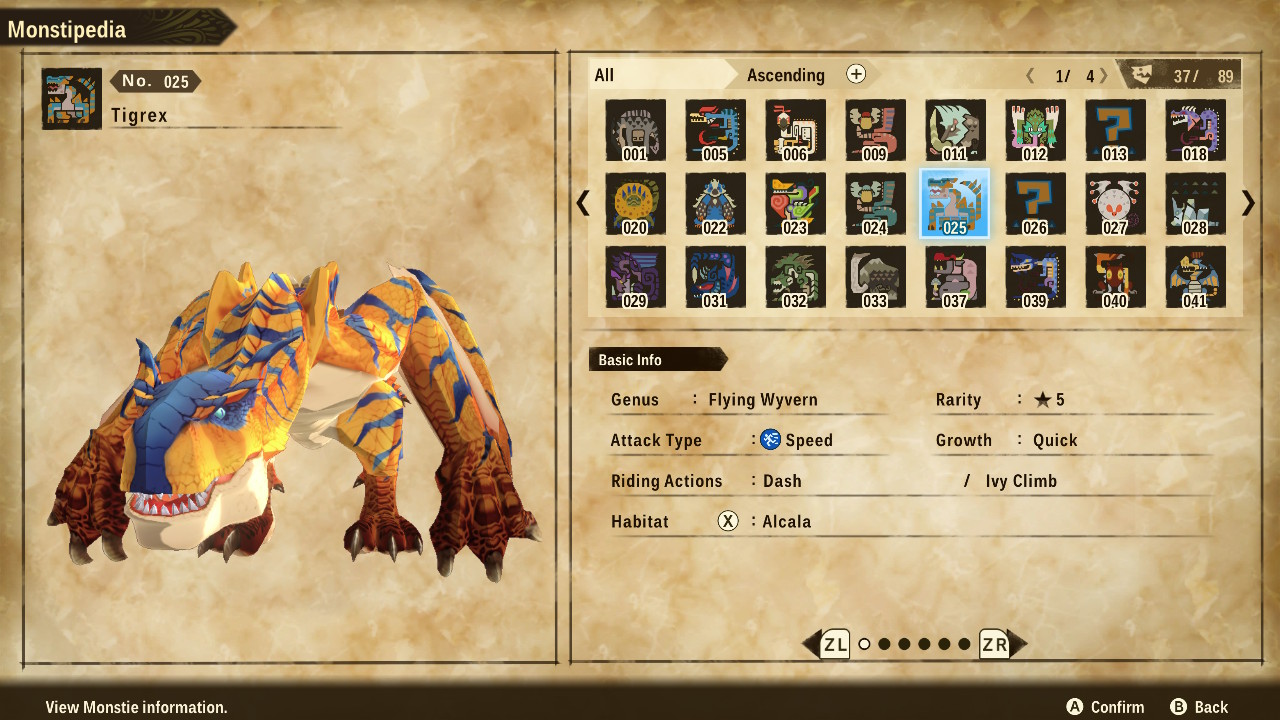 Monstipedia
No. 025
Tigrex
All
Ascending
1/ 4
37/ 89
001 005 006 009 011 012 013 018
020 022 023 024 025 026 027 028
029 031 032 033 037 039 040 041
Basic Info
Genus : Flying Wyvern
Rarity : ★ 5
Attack Type : Speed
Growth : Quick
Riding Actions : Dash / Ivy Climb
Habitat X : Alcala
ZL ZR
View Monstie information.
A Confirm B Back